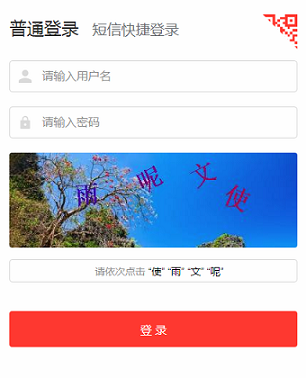 普通登录 短信快捷登录
请输入用户名
请输入密码
雨 呢 文 使
请依次点击 “使” “雨” “文” “呢”
登 录